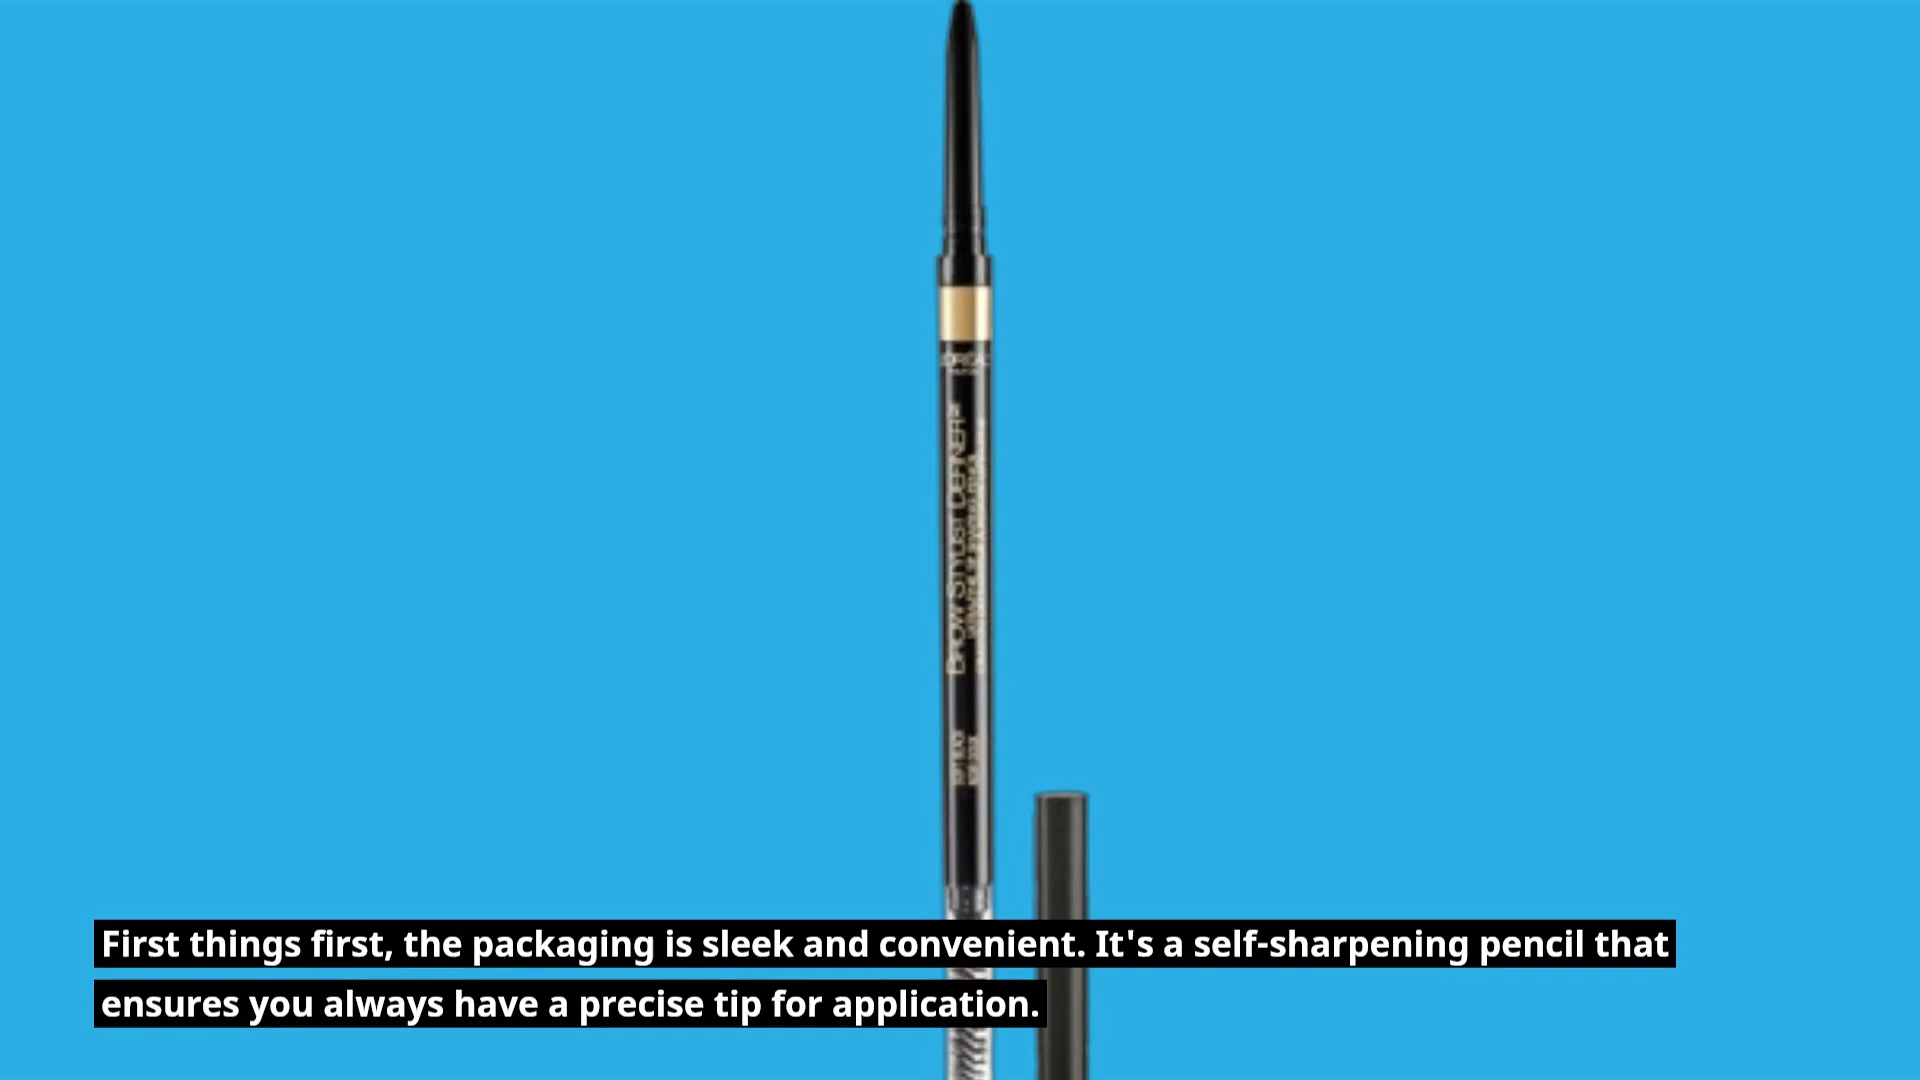 BROW STYLIST DEFINER
First things first, the packaging is sleek and convenient. It's a self-sharpening pencil that
ensures you always have a precise tip for application.